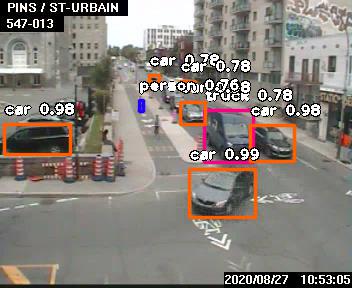 PINS / ST-URBAIN
547-013
car 0.78
car 0.78
person 0.76
truck 0.78
car 0.98
car 0.98
car 0.99
2020/08/27 10:53:05